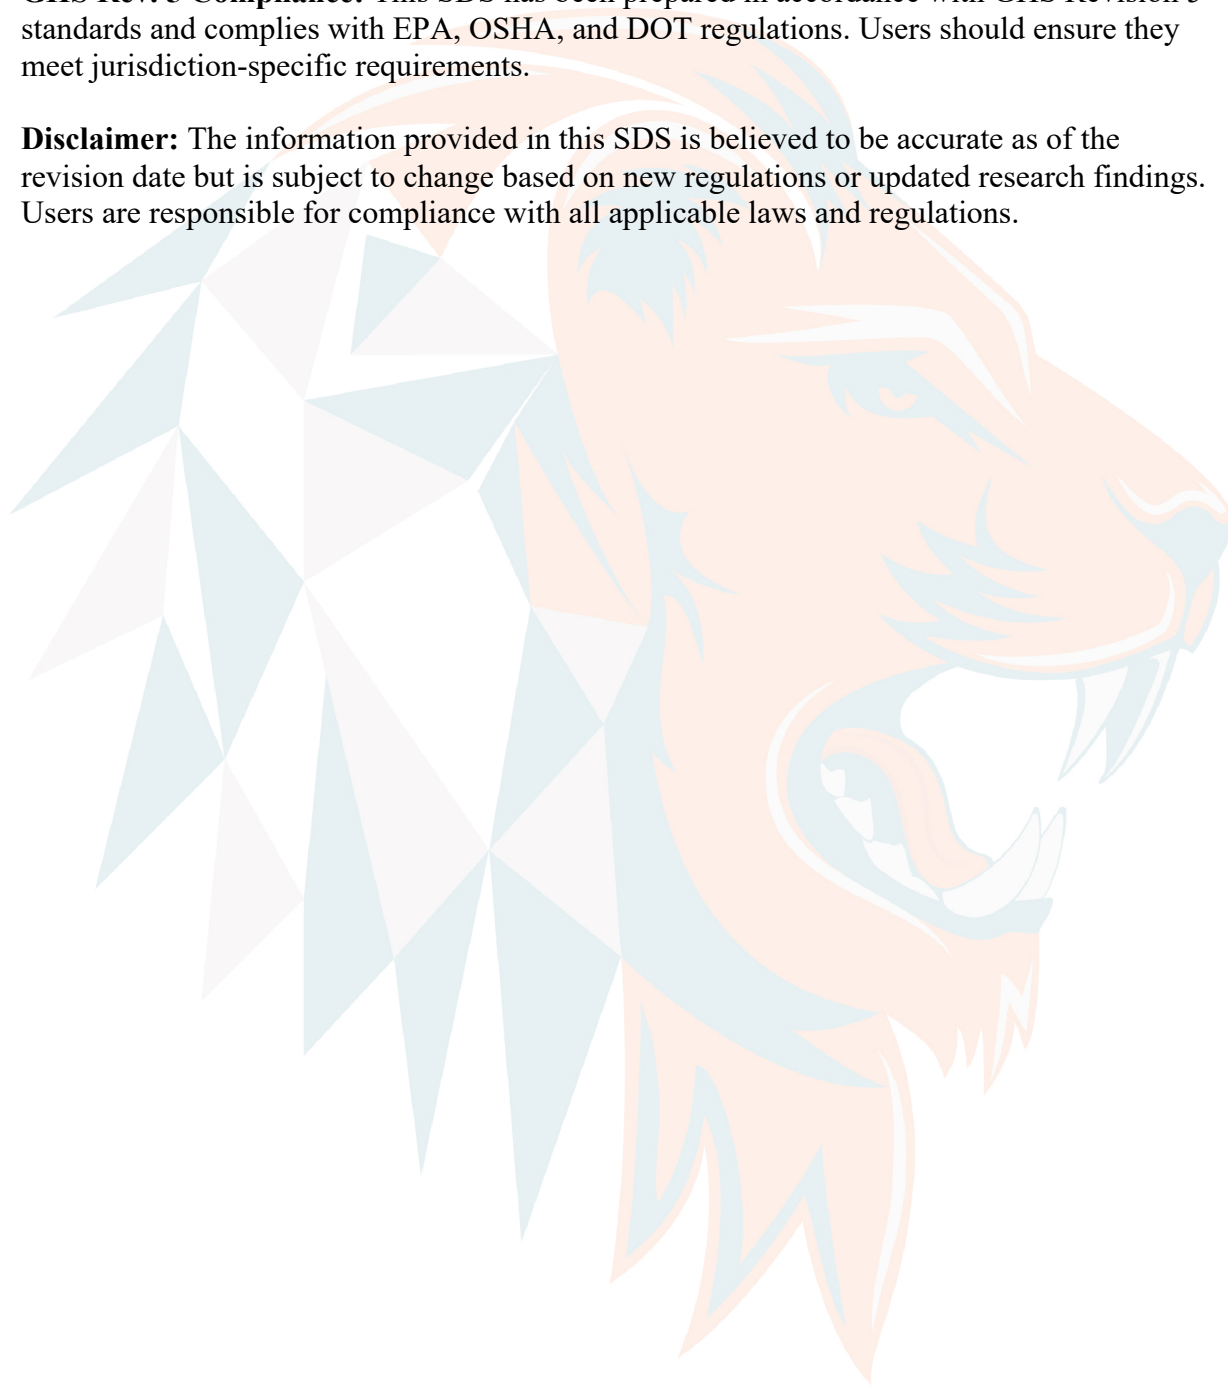 GHS Rev. 3 Compliance: This SDS has been prepared in accordance with GHS Revision 3
standards and complies with EPA, OSHA, and DOT regulations. Users should ensure they
meet jurisdiction-specific requirements.
Disclaimer: The information provided in this SDS is believed to be accurate as of the
revision date but is subject to change based on new regulations or updated research findings.
Users are responsible for compliance with all applicable laws and regulations.